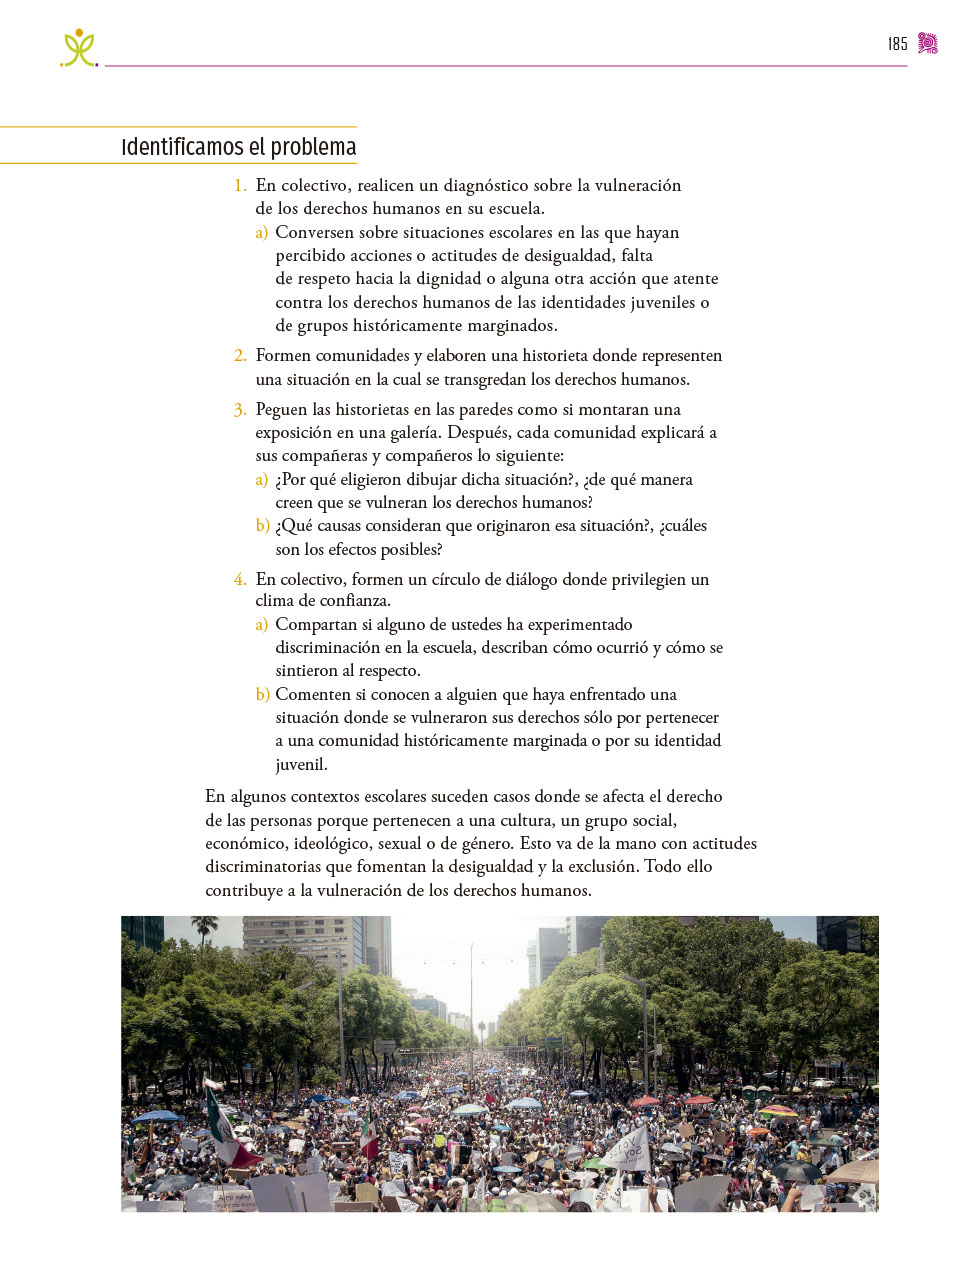 185
Identificamos el problema
1. En colectivo, realicen un diagnóstico sobre la vulneración
de los derechos humanos en su escuela.
a) Conversen sobre situaciones escolares en las que hayan
percibido acciones o actitudes de desigualdad, falta
de respeto hacia la dignidad o alguna otra acción que atente
contra los derechos humanos de las identidades juveniles o
de grupos históricamente marginados.
2. Formen comunidades y elaboren una historieta donde representen
una situación en la cual se transgredan los derechos humanos.
3. Peguen las historietas en las paredes como si montaran una
exposición en una galería. Después, cada comunidad explicará a
sus compañeras y compañeros lo siguiente:
a) ¿Por qué eligieron dibujar dicha situación?, ¿de qué manera
creen que se vulneran los derechos humanos?
b) ¿Qué causas consideran que originaron esa situación?, ¿cuáles
son los efectos posibles?
4. En colectivo, formen un círculo de diálogo donde privilegien un
clima de confianza.
a) Compartan si alguno de ustedes ha experimentado
discriminación en la escuela, describan cómo ocurrió y cómo se
sintieron al respecto.
b) Comenten si conocen a alguien que haya enfrentado una
situación donde se vulneraron sus derechos sólo por pertenecer
a una comunidad históricamente marginada o por su identidad
juvenil.
En algunos contextos escolares suceden casos donde se afecta el derecho
de las personas porque pertenecen a una cultura, un grupo social,
económico, ideológico, sexual o de género. Esto va de la mano con actitudes
discriminatorias que fomentan la desigualdad y la exclusión. Todo ello
contribuye a la vulneración de los derechos humanos.